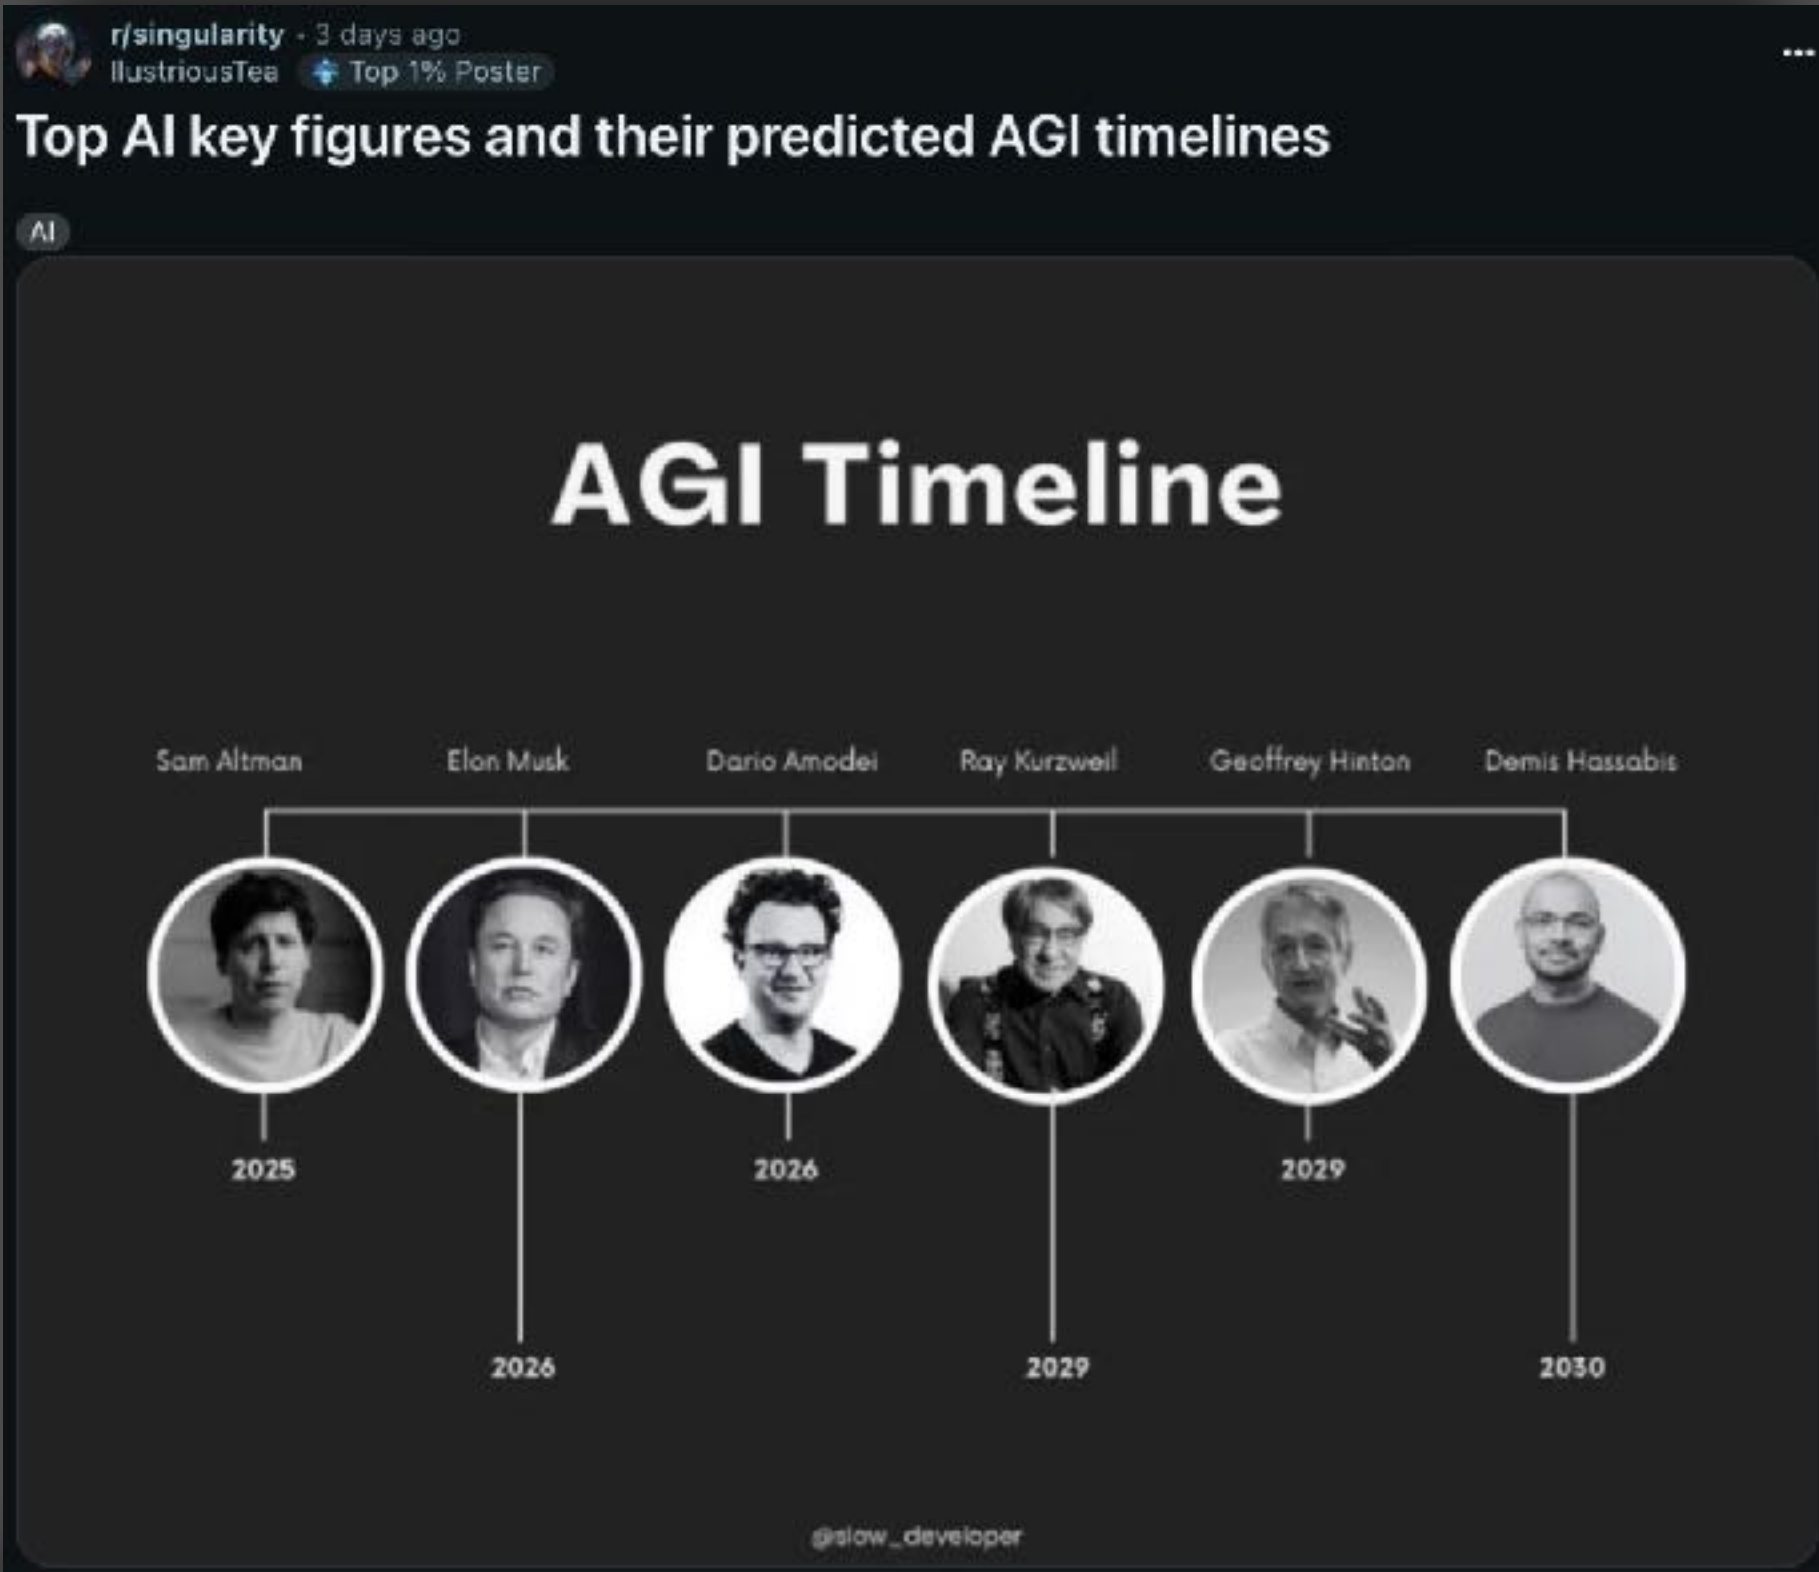 r/singularity • 3 days ago
IlustriousTea Top 1% Poster
Top AI key figures and their predicted AGI timelines
AI
AGI Timeline
Sam Altman Elon Musk Dario Amodei Ray Kurzweil Geoffrey Hinton Demis Hassabis
2025 2026 2029
2026 2029 2030
@slow_developer